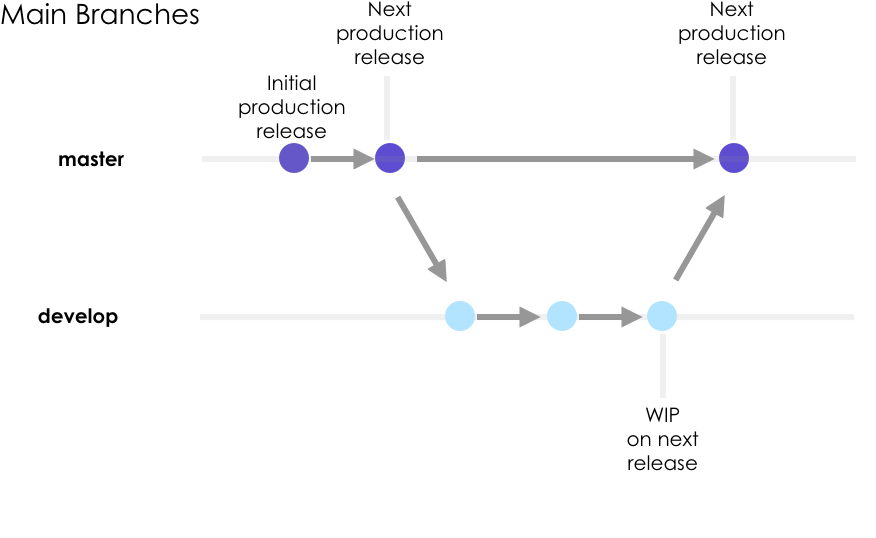 Main Branches
Next
production
release
Next
production
release
Initial
production
release
master
develop
WIP
on next
release